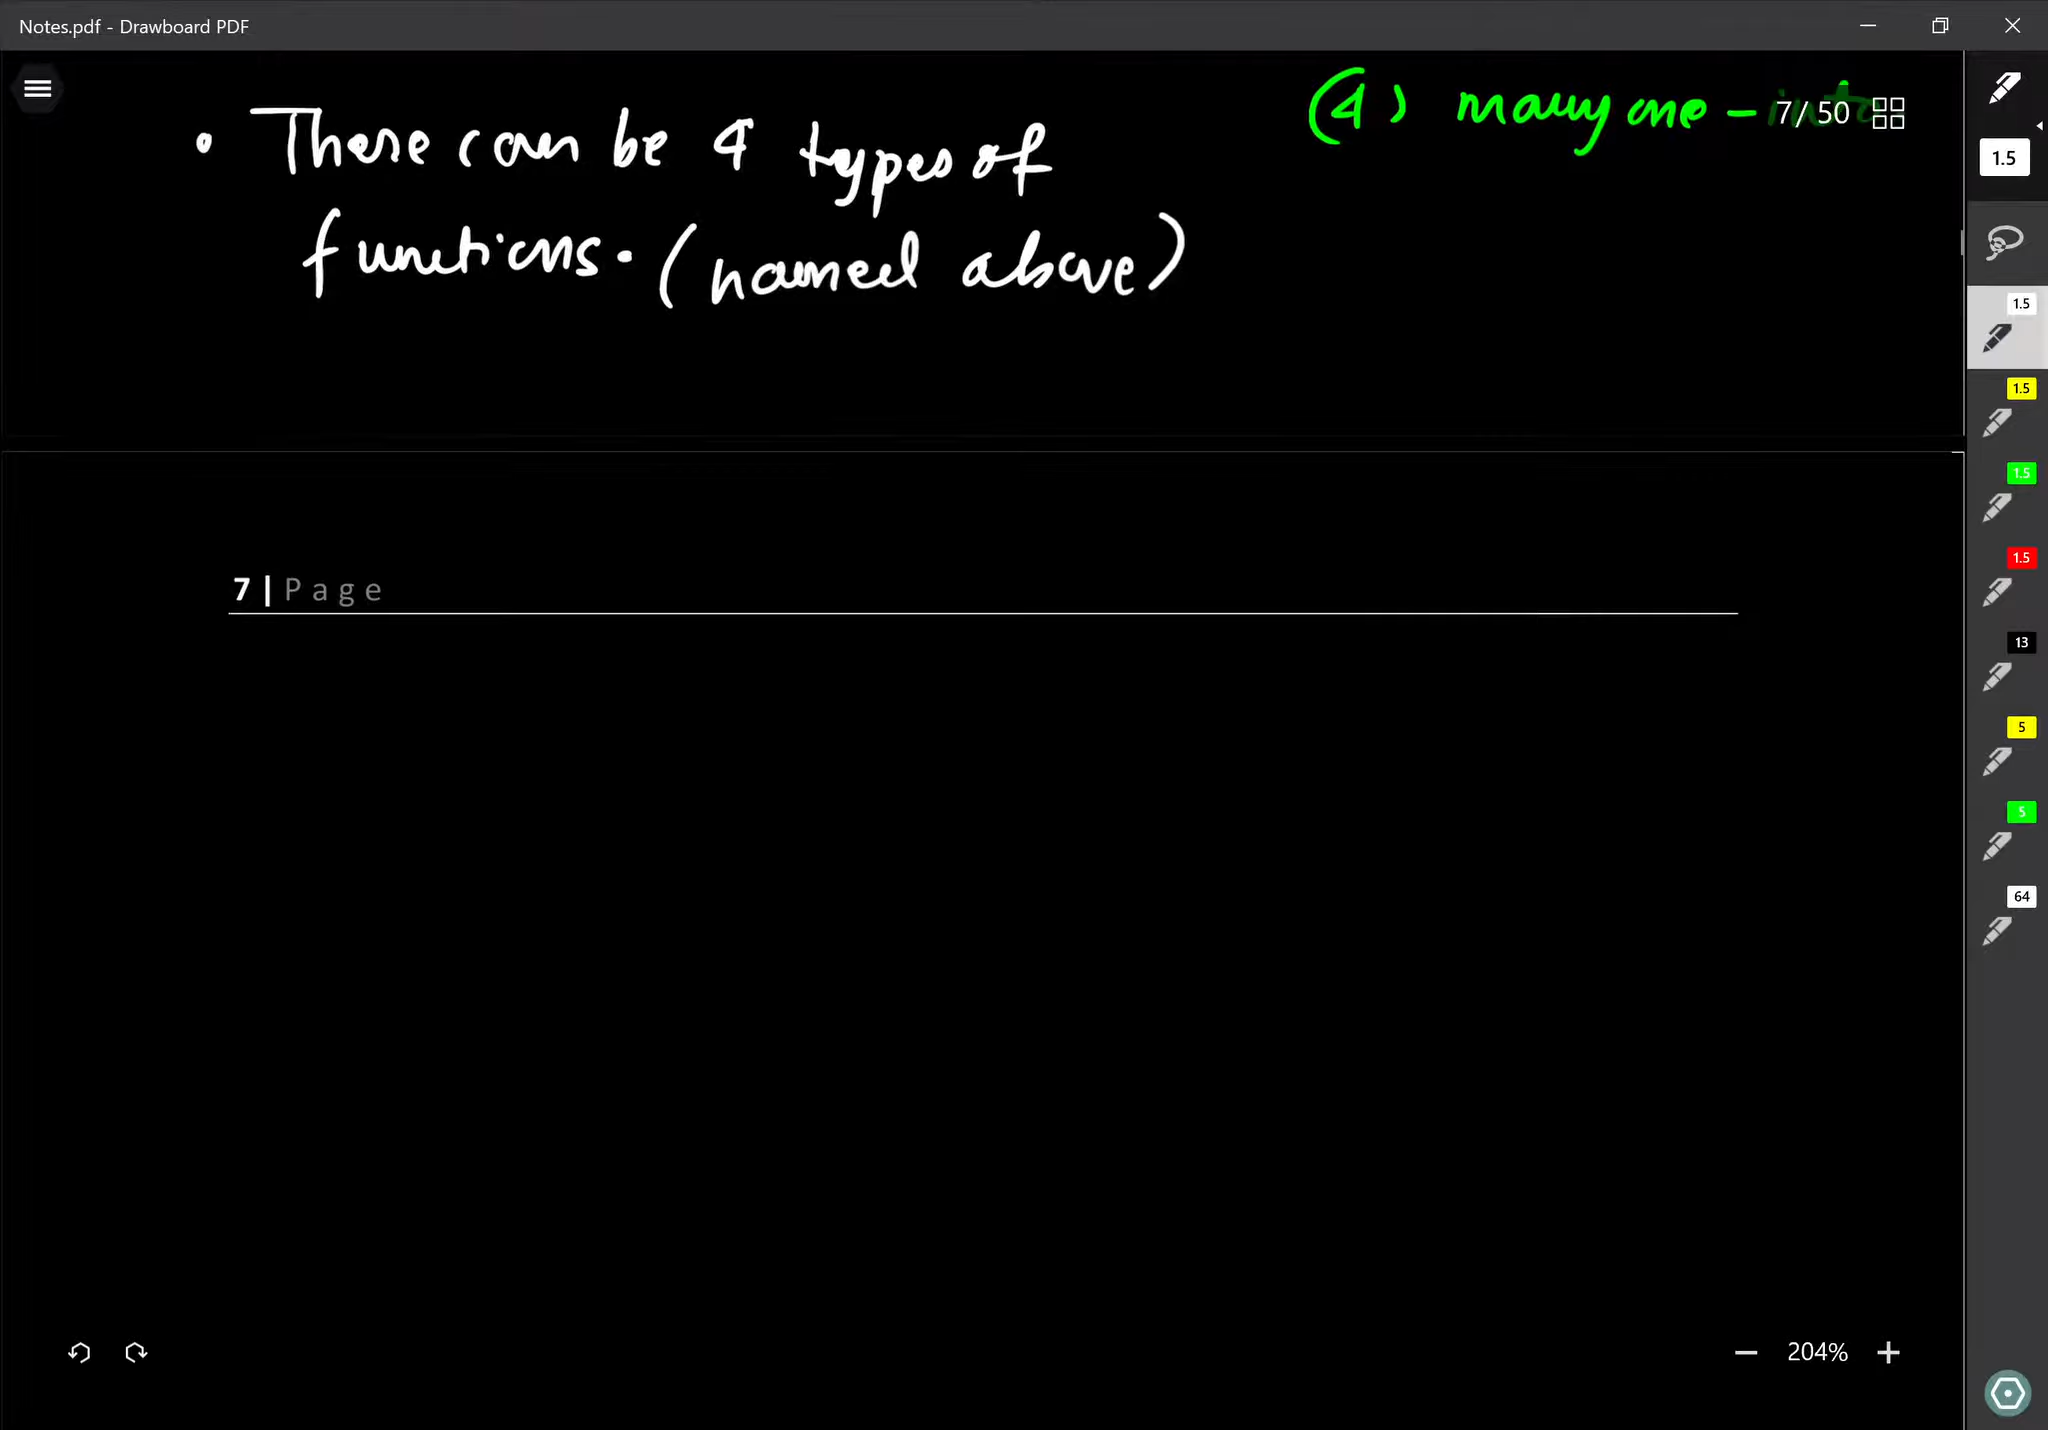 Notes.pdf - Drawboard PDF
(4) many one - into
7/ 50
• There can be 4 types of
functions. (named above)
1.5
1.5
1.5
1.5
1.5
13
5
5
64
7 | Page
204%